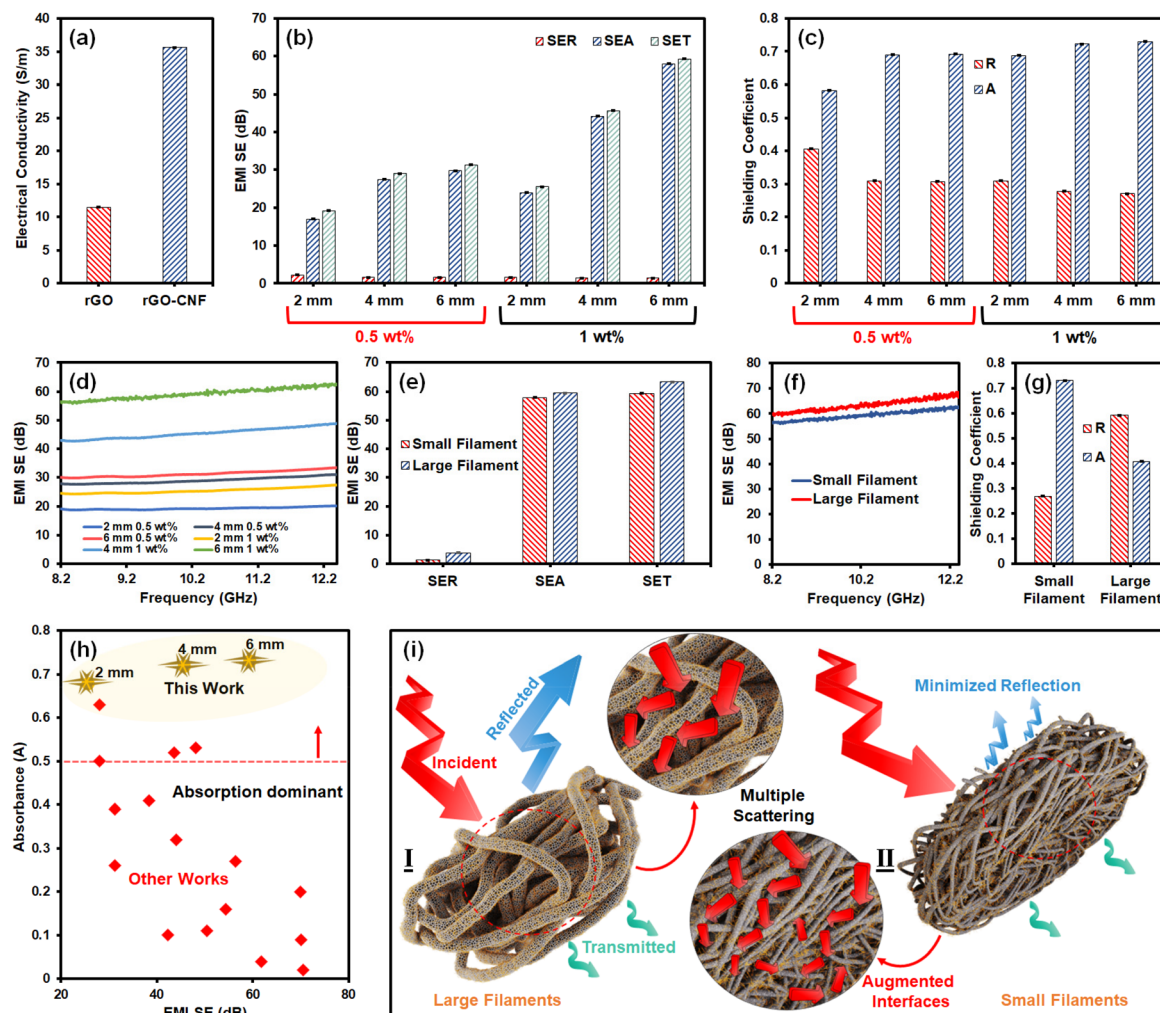 (a)
Electrical Conductivity (S/m)
40
35
30
25
20
15
10
5
0
rGO
rGO-CNF
(b)
EMI SE (dB)
70
60
50
40
30
20
10
0
SER
SEA
SET
2 mm
4 mm
6 mm
2 mm
4 mm
6 mm
0.5 wt%
1 wt%
(c)
Shielding Coefficient
0.8
0.7
0.6
0.5
0.4
0.3
0.2
0.1
0
R
A
2 mm
4 mm
6 mm
2 mm
4 mm
6 mm
0.5 wt%
1 wt%
(d)
EMI SE (dB)
70
60
50
40
30
20
10
0
2 mm 0.5 wt%
4 mm 0.5 wt%
6 mm 0.5 wt%
2 mm 1 wt%
4 mm 1 wt%
6 mm 1 wt%
8.2
9.2
10.2
11.2
12.2
Frequency (GHz)
(e)
EMI SE (dB)
70
60
50
40
30
20
10
0
Small Filament
Large Filament
SER
SEA
SET
(f)
EMI SE (dB)
80
70
60
50
40
30
20
10
0
Small Filament
Large Filament
8.2
10.2
12.2
Frequency (GHz)
(g)
Shielding Coefficient
0.8
0.7
0.6
0.5
0.4
0.3
0.2
0.1
0
R
A
Small
Filament
Large
Filament
(h)
Absorbance (A)
0.8
0.7
0.6
0.5
0.4
0.3
0.2
0.1
0
2 mm
4 mm
6 mm
This Work
Absorption dominant
Other Works
20
40
60
80
EMI SE (dB)
(i)
Incident
Reflected
I
Transmitted
Large Filaments
Multiple
Scattering
Minimized Reflection
II
Augmented
Interfaces
Small Filaments